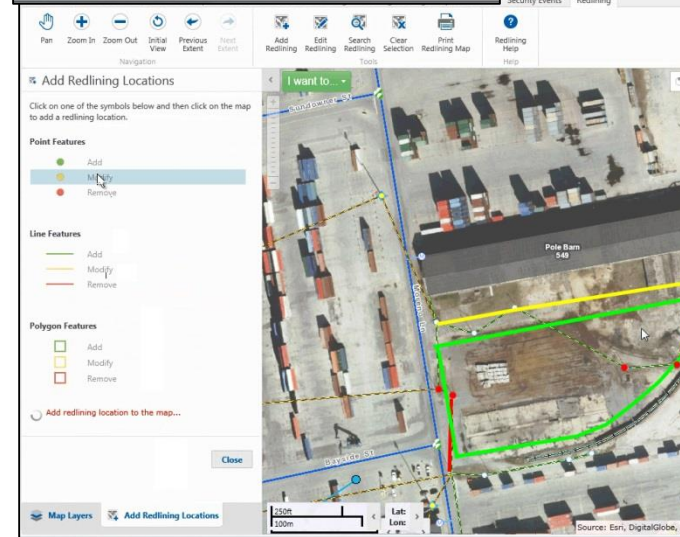 Security Events Redlining
Pan Zoom In Zoom Out Initial View Previous Extent Next Extent
Add Redlining Edit Redlining Search Redlining Clear Selection Print Redlining Map Redlining Help
Navigation Tools Help
Add Redlining Locations
I want to...
Click on one of the symbols below and then click on the map
to add a redlining location.
Sundowner St
Point Features
Add
Modify
Remove
Line Features
Add
Modify
Remove
Pole Barn
549
Polygon Features
Add
Modify
Remove
Add redlining location to the map...
Close
Bayside St
Map Layers Add Redlining Locations
250ft
100m
Lat:
Lon:
Source: Esri, DigitalGlobe,